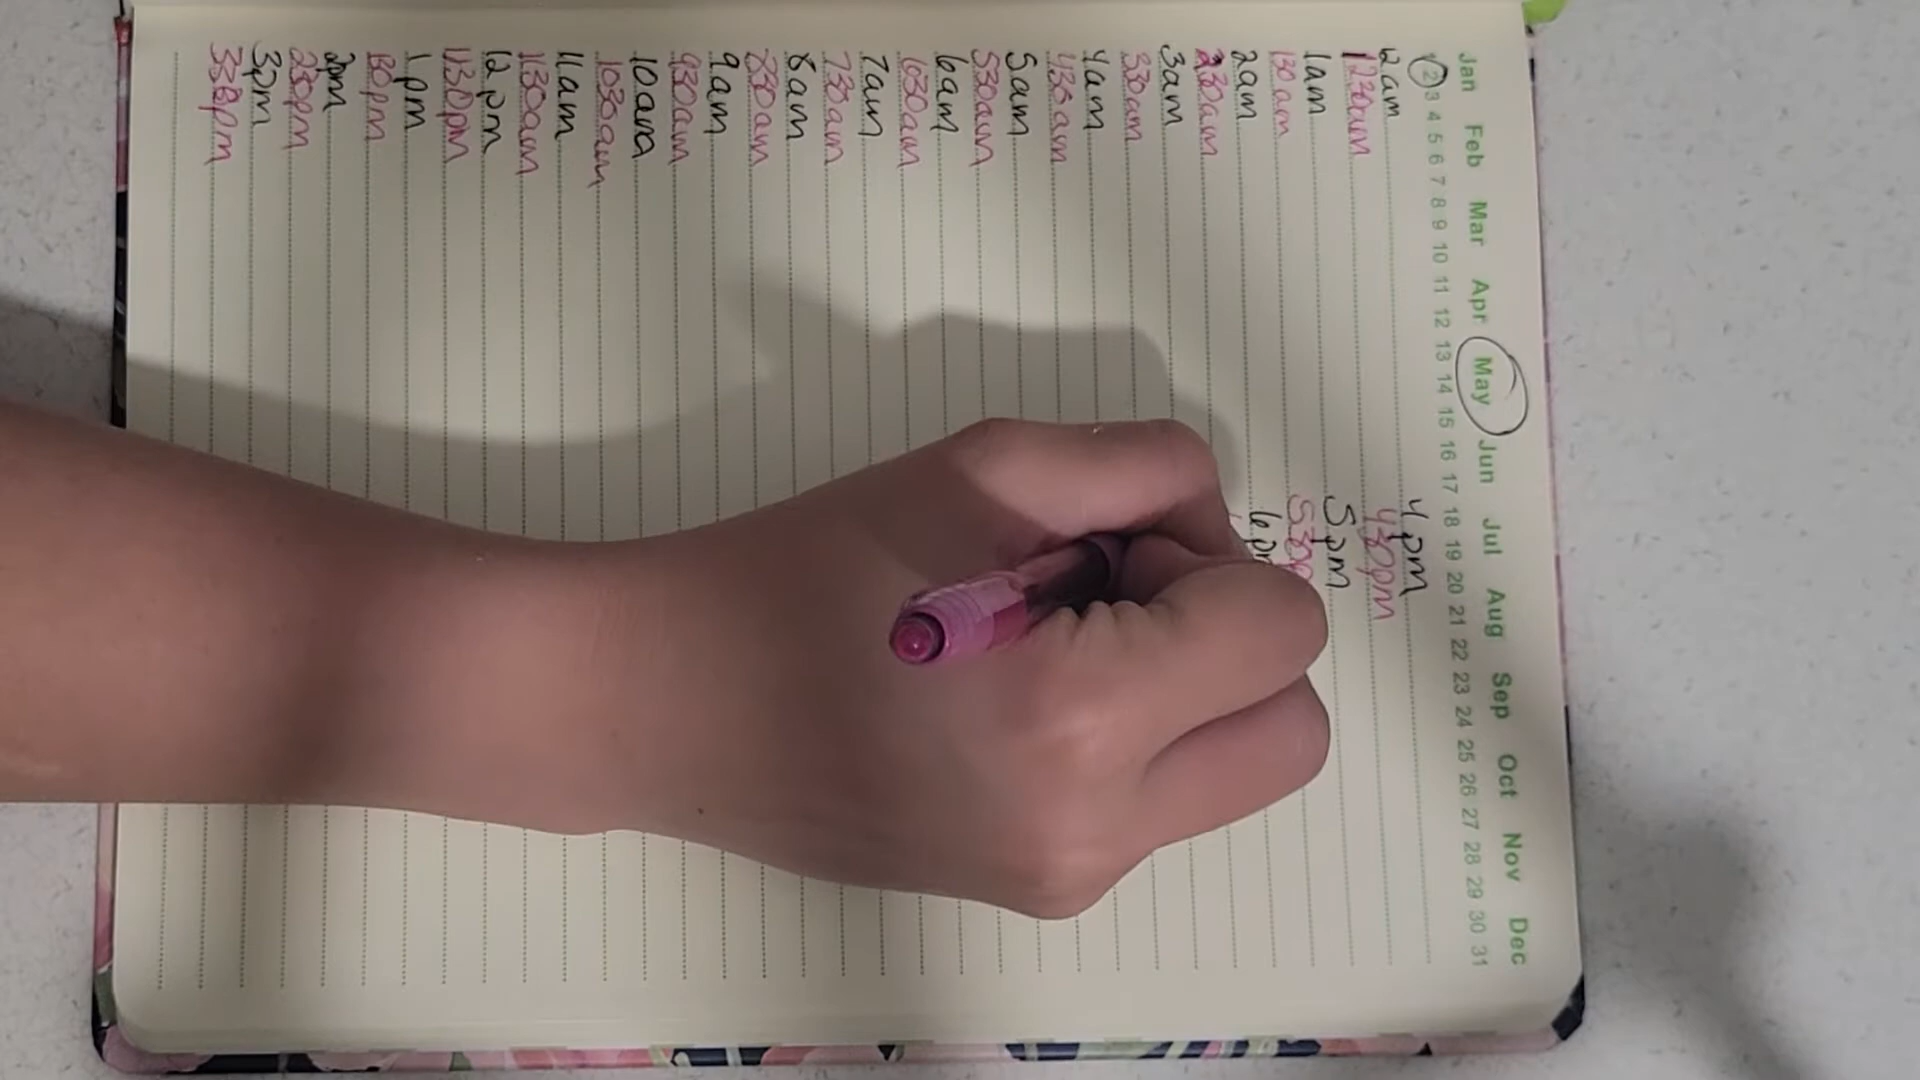 Jan Feb Mar Apr May Jun Jul Aug Sep Oct Nov Dec
1 2 3 4 5 6 7 8 9 10 11 12 13 14 15 16 17 18 19 20 21 22 23 24 25 26 27 28 29 30 31
12am
1230am
1am
130am
2am
230am
3am
330am
4am
430am
5am
530am
6am
630am
7am
730am
8am
830am
9am
930am
10am
1030am
11am
1130am
12pm
1130pm
1pm
130pm
2pm
230pm
3pm
330pm
4pm
430pm
5pm
530p
6pm